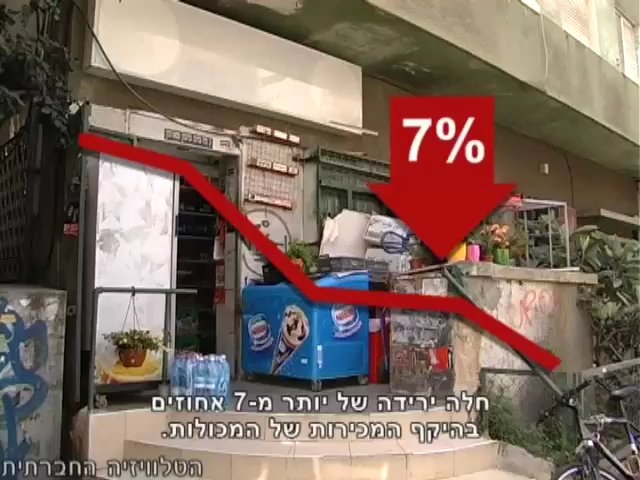 7%
חלה ירידה של יותר מ-7 אחוזים
בהיקף המכירות של המכולות.
הטלוויזיה החברתית